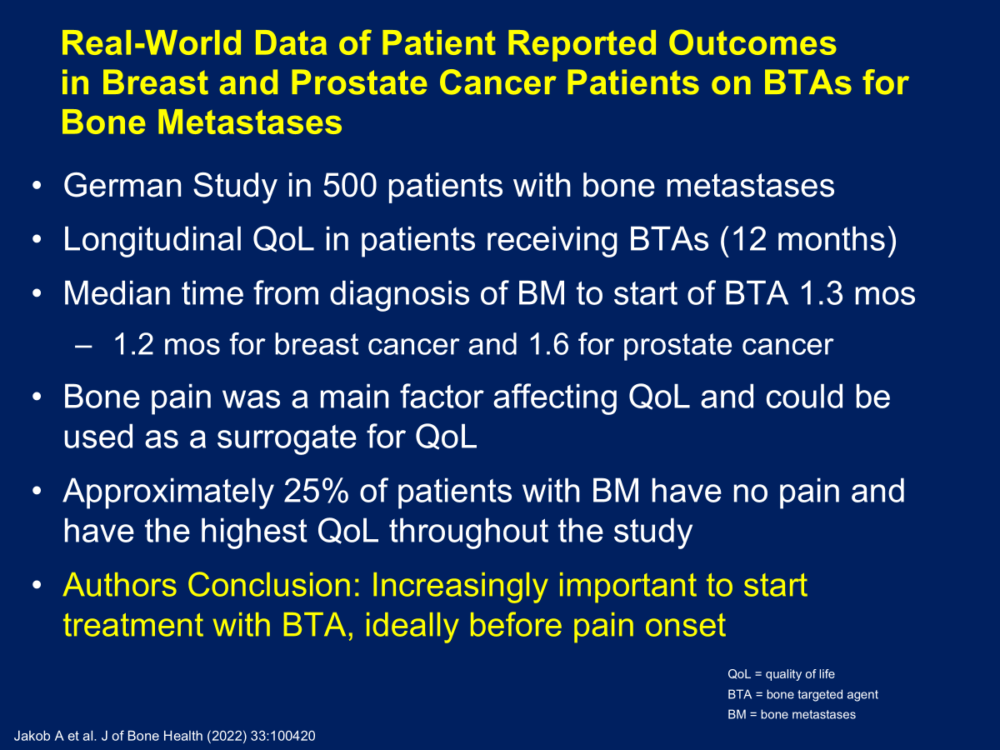 Real-World Data of Patient Reported Outcomes
in Breast and Prostate Cancer Patients on BTAs for
Bone Metastases
• German Study in 500 patients with bone metastases
• Longitudinal QoL in patients receiving BTAs (12 months)
• Median time from diagnosis of BM to start of BTA 1.3 mos
– 1.2 mos for breast cancer and 1.6 for prostate cancer
• Bone pain was a main factor affecting QoL and could be
used as a surrogate for QoL
• Approximately 25% of patients with BM have no pain and
have the highest QoL throughout the study
• Authors Conclusion: Increasingly important to start
treatment with BTA, ideally before pain onset
QoL = quality of life
BTA = bone targeted agent
BM = bone metastases
Jakob A et al. J of Bone Health (2022) 33:100420